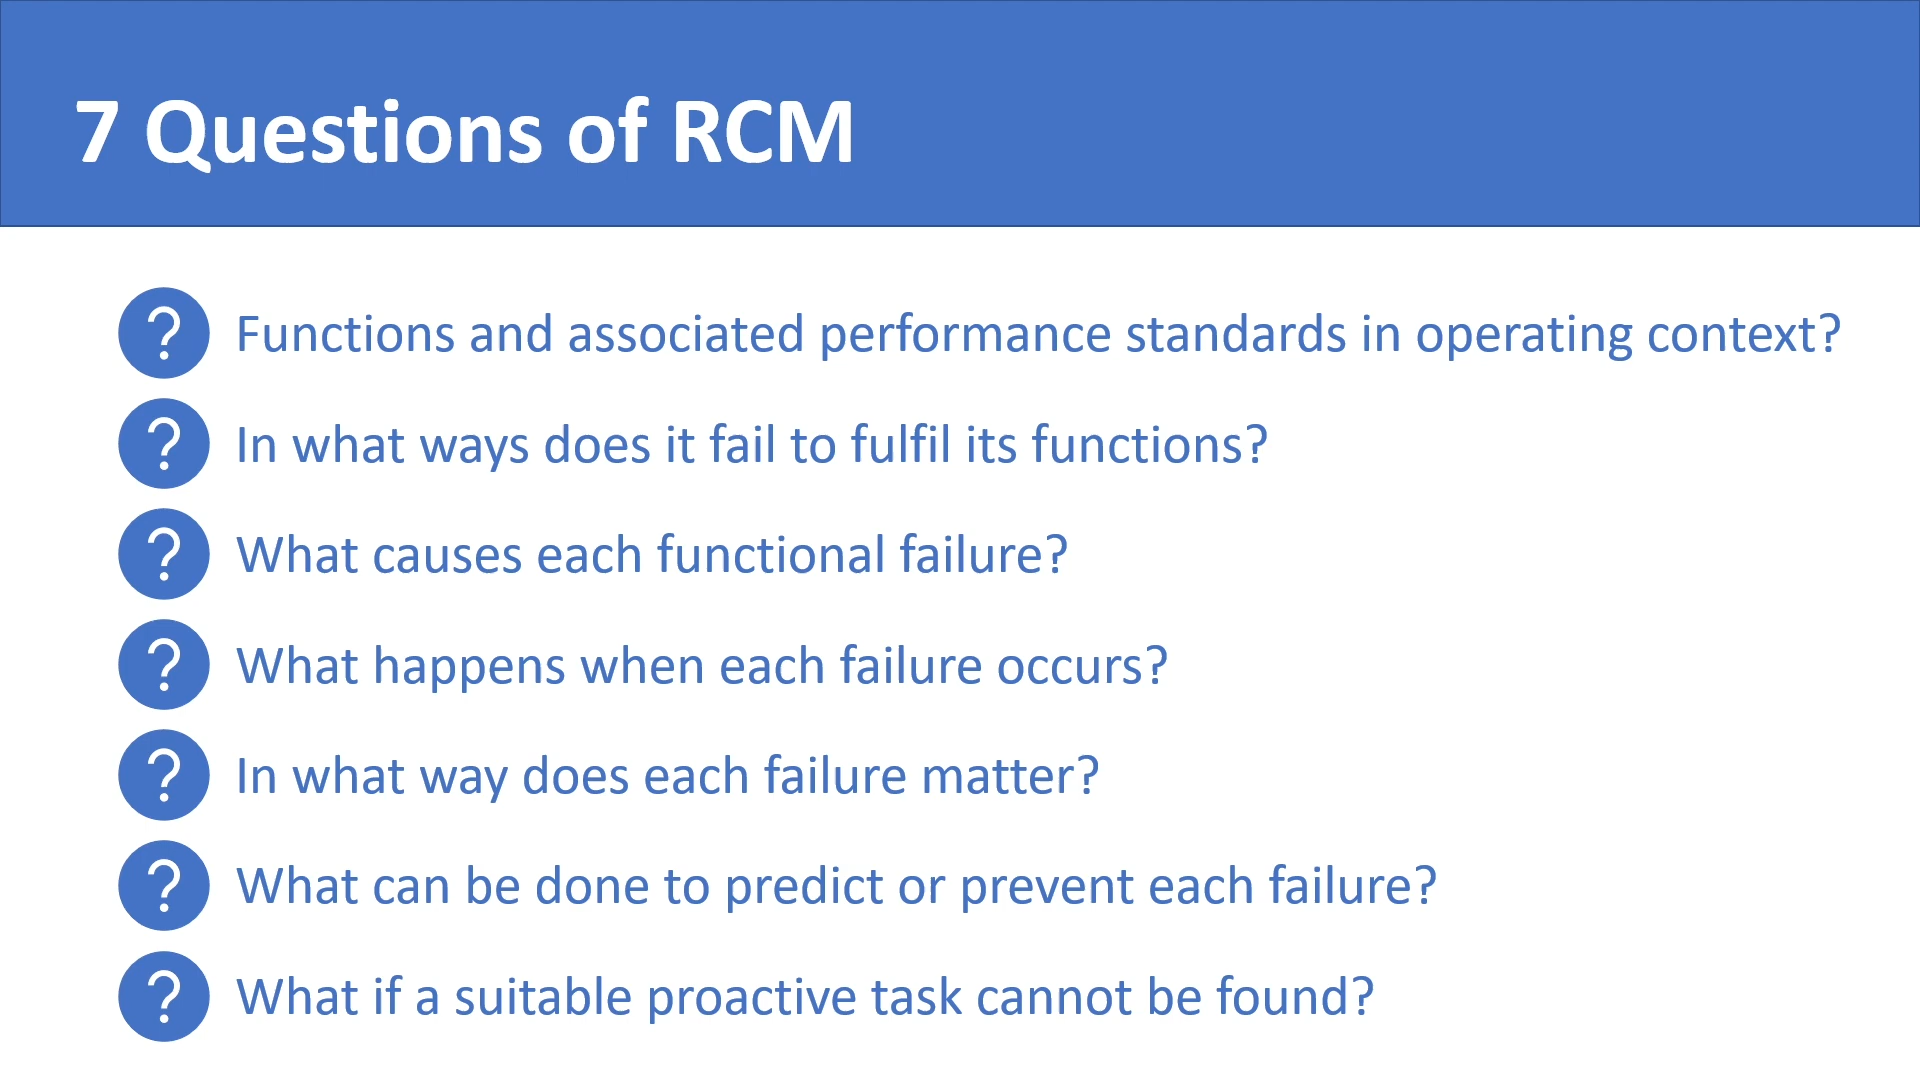 7 Questions of RCM
? Functions and associated performance standards in operating context?
? In what ways does it fail to fulfil its functions?
? What causes each functional failure?
? What happens when each failure occurs?
? In what way does each failure matter?
? What can be done to predict or prevent each failure?
? What if a suitable proactive task cannot be found?